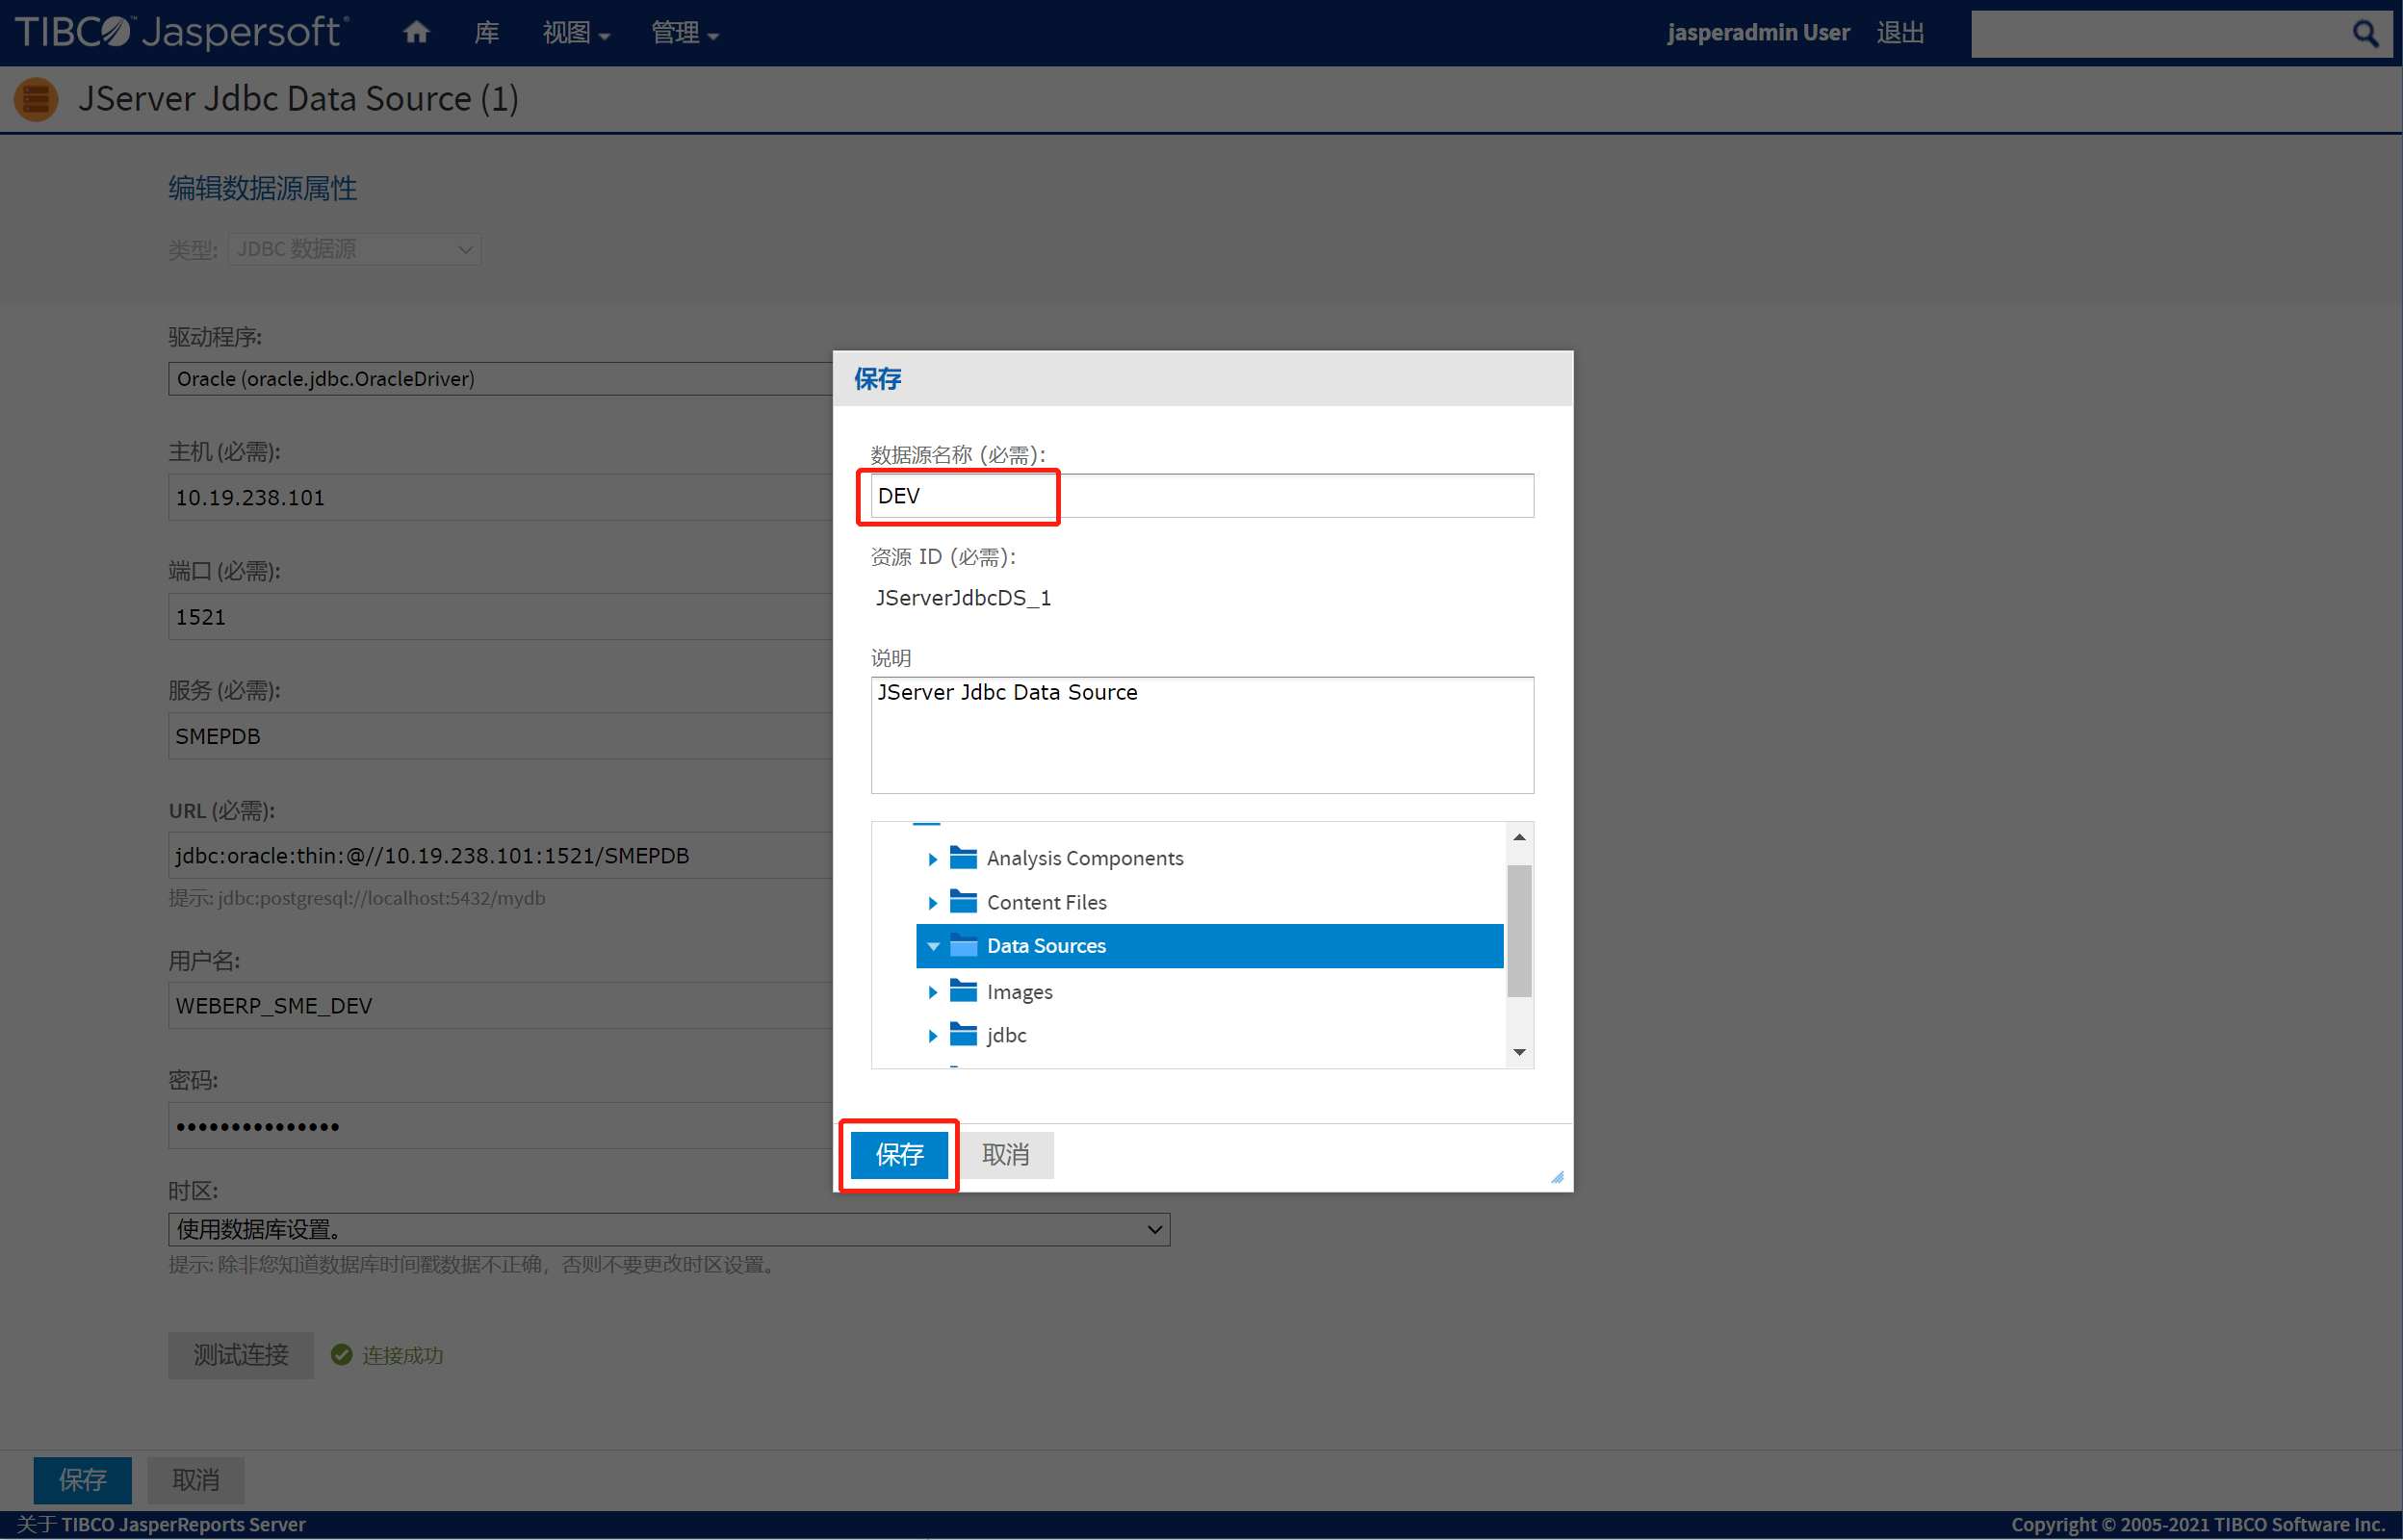 TIBCO Jaspersoft
库
视图
管理
jasperadmin User
退出
JServer Jdbc Data Source (1)
编辑数据源属性
类型:
JDBC 数据源
驱动程序:
Oracle (oracle.jdbc.OracleDriver)
主机 (必需):
10.19.238.101
端口 (必需):
1521
服务 (必需):
SMEPDB
URL (必需):
jdbc:oracle:thin:@//10.19.238.101:1521/SMEPDB
提示: jdbc:postgresql://localhost:5432/mydb
用户名:
WEBERP_SME_DEV
密码:
•••••••••••••••
时区:
使用数据库设置。
提示: 除非您知道数据库时间戳数据不正确，否则不要更改时区设置。
测试连接
连接成功
保存
取消
保存
数据源名称 (必需):
DEV
资源 ID (必需):
JServerJdbcDS_1
说明
JServer Jdbc Data Source
Analysis Components
Content Files
Data Sources
Images
jdbc
保存
取消
关于 TIBCO JasperReports Server
Copyright © 2005-2021 TIBCO Software Inc.